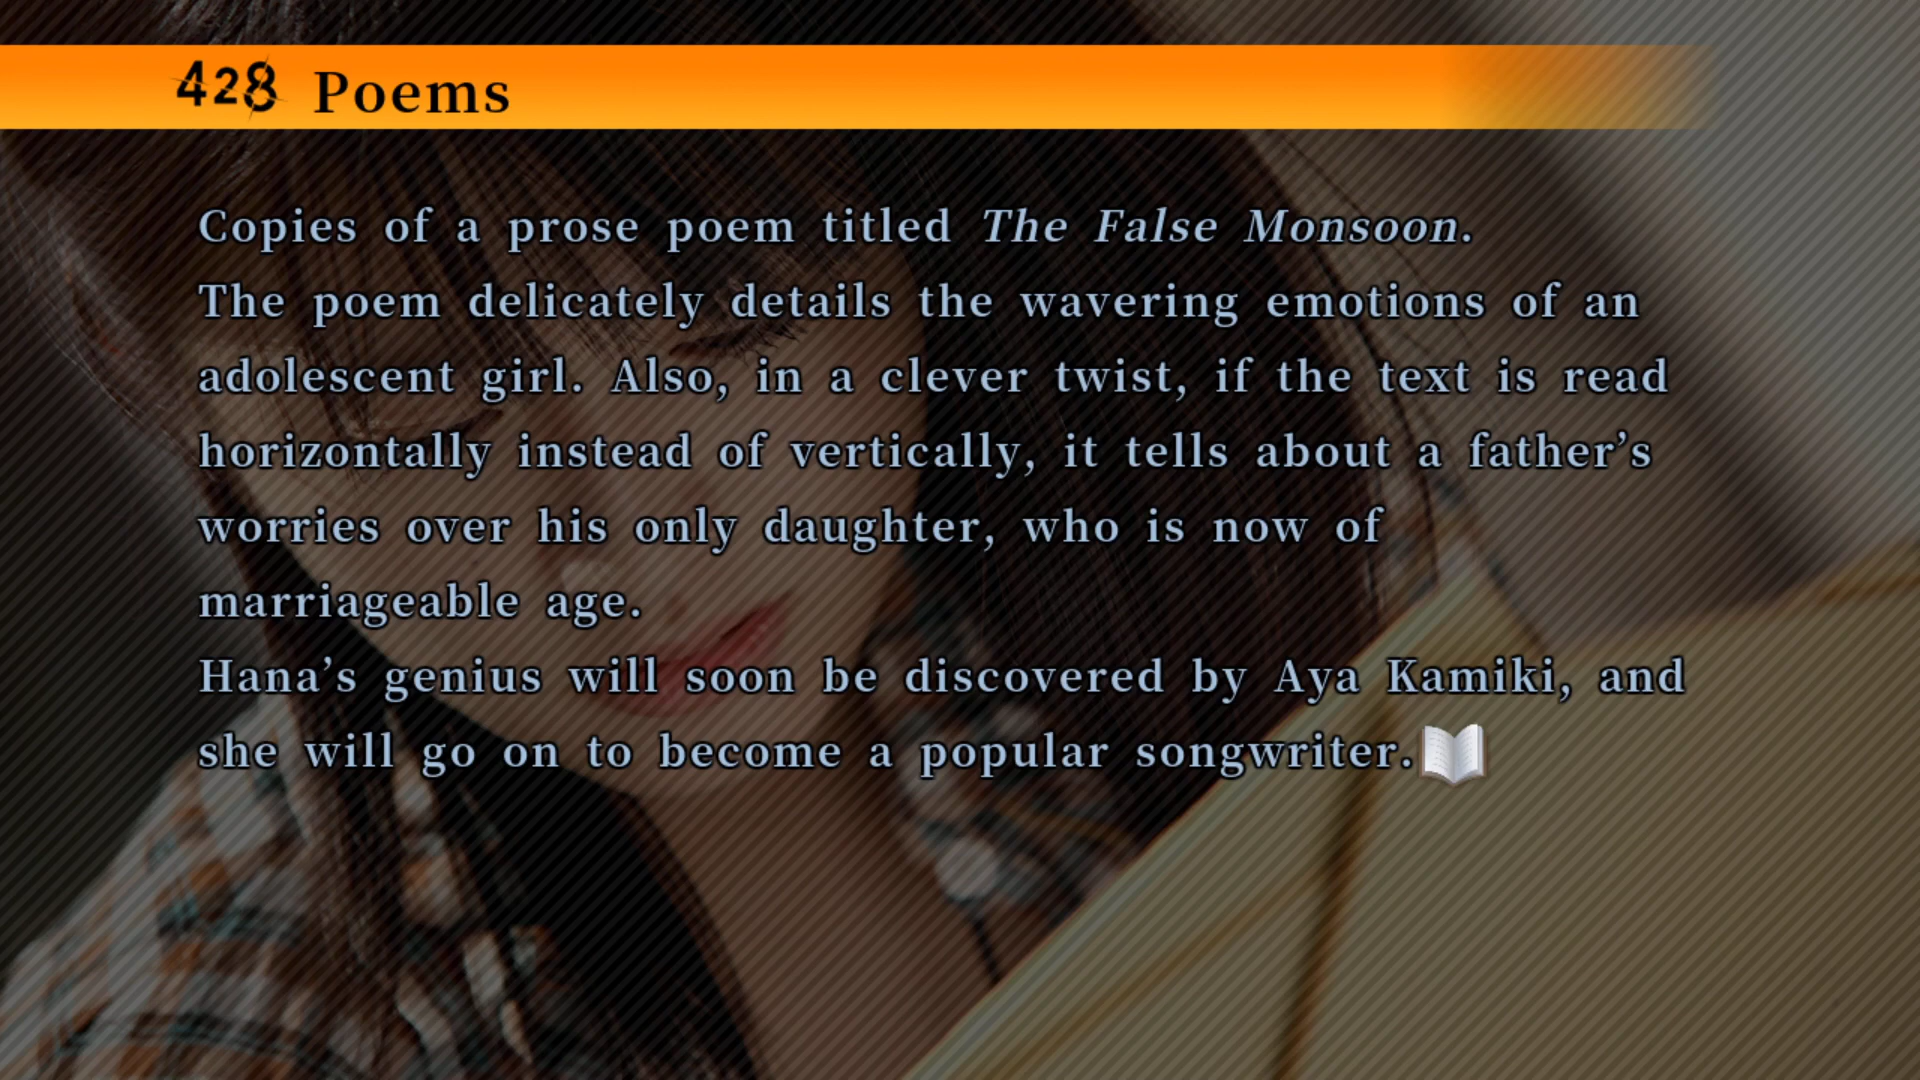 428 Poems
Copies of a prose poem titled The False Monsoon.
The poem delicately details the wavering emotions of an
adolescent girl. Also, in a clever twist, if the text is read
horizontally instead of vertically, it tells about a father’s
worries over his only daughter, who is now of
marriageable age.
Hana’s genius will soon be discovered by Aya Kamiki, and
she will go on to become a popular songwriter.